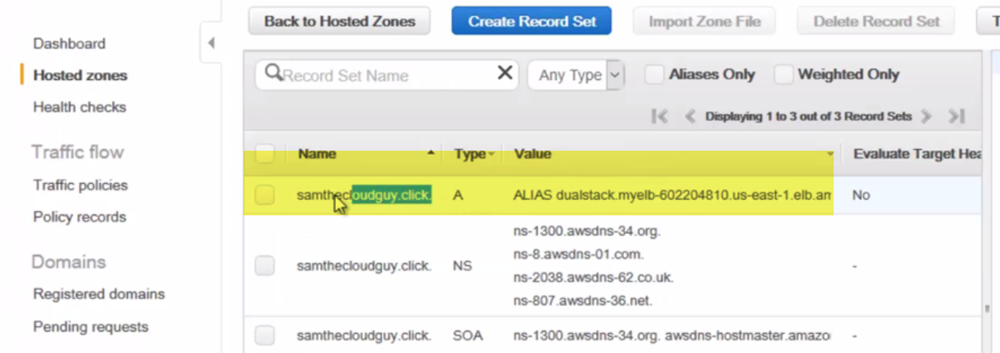 Back to Hosted Zones Create Record Set Import Zone File Delete Record Set
Dashboard
Hosted zones
Health checks
Traffic flow
Traffic policies
Policy records
Domains
Registered domains
Pending requests
Record Set Name Any Type Aliases Only Weighted Only
Displaying 1 to 3 out of 3 Record Sets
Name Type Value Evaluate Target Hea
samthecloudguy.click. A ALIAS dualstack.myelb-602204810.us-east-1.elb.am No
samthecloudguy.click. NS ns-1300.awsdns-34.org.
ns-8.awsdns-01.com.
ns-2038.awsdns-62.co.uk.
ns-807.awsdns-36.net.
-
samthecloudguy.click. SOA ns-1300.awsdns-34.org. awsdns-hostmaster.amazo -